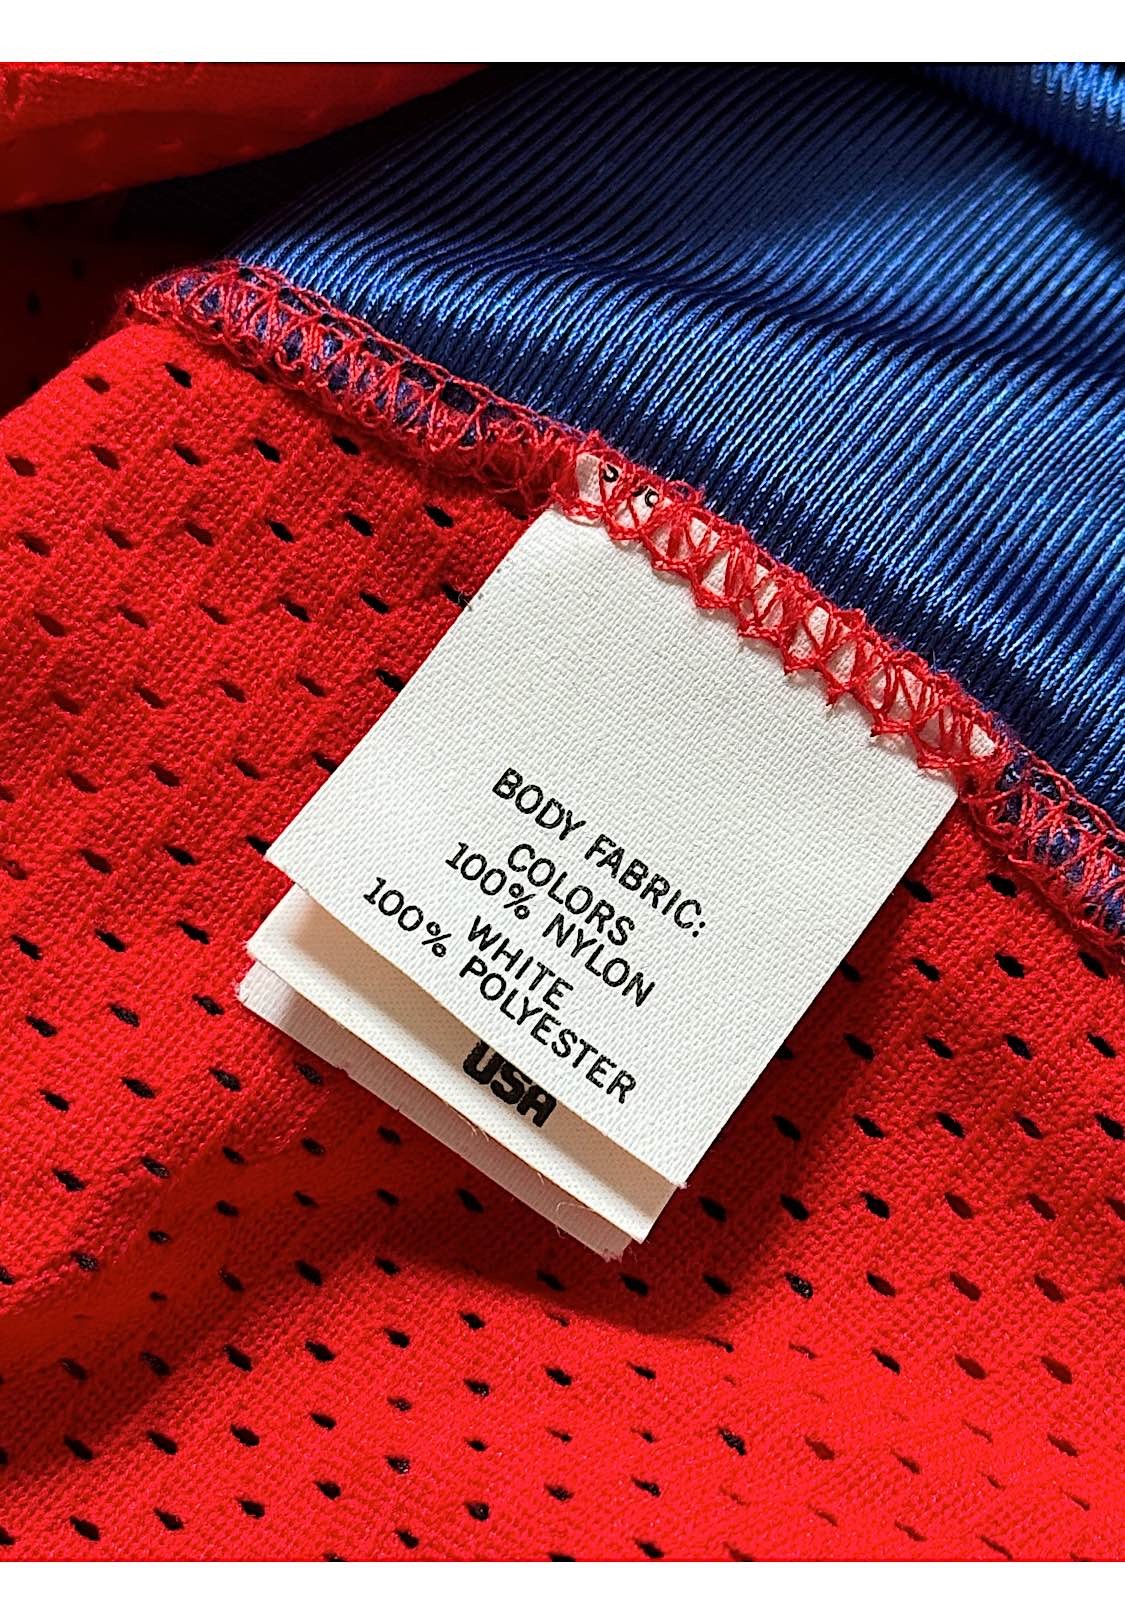 BODY FABRIC:
COLORS
100% NYLON
WHITE
100% POLYESTER
USA